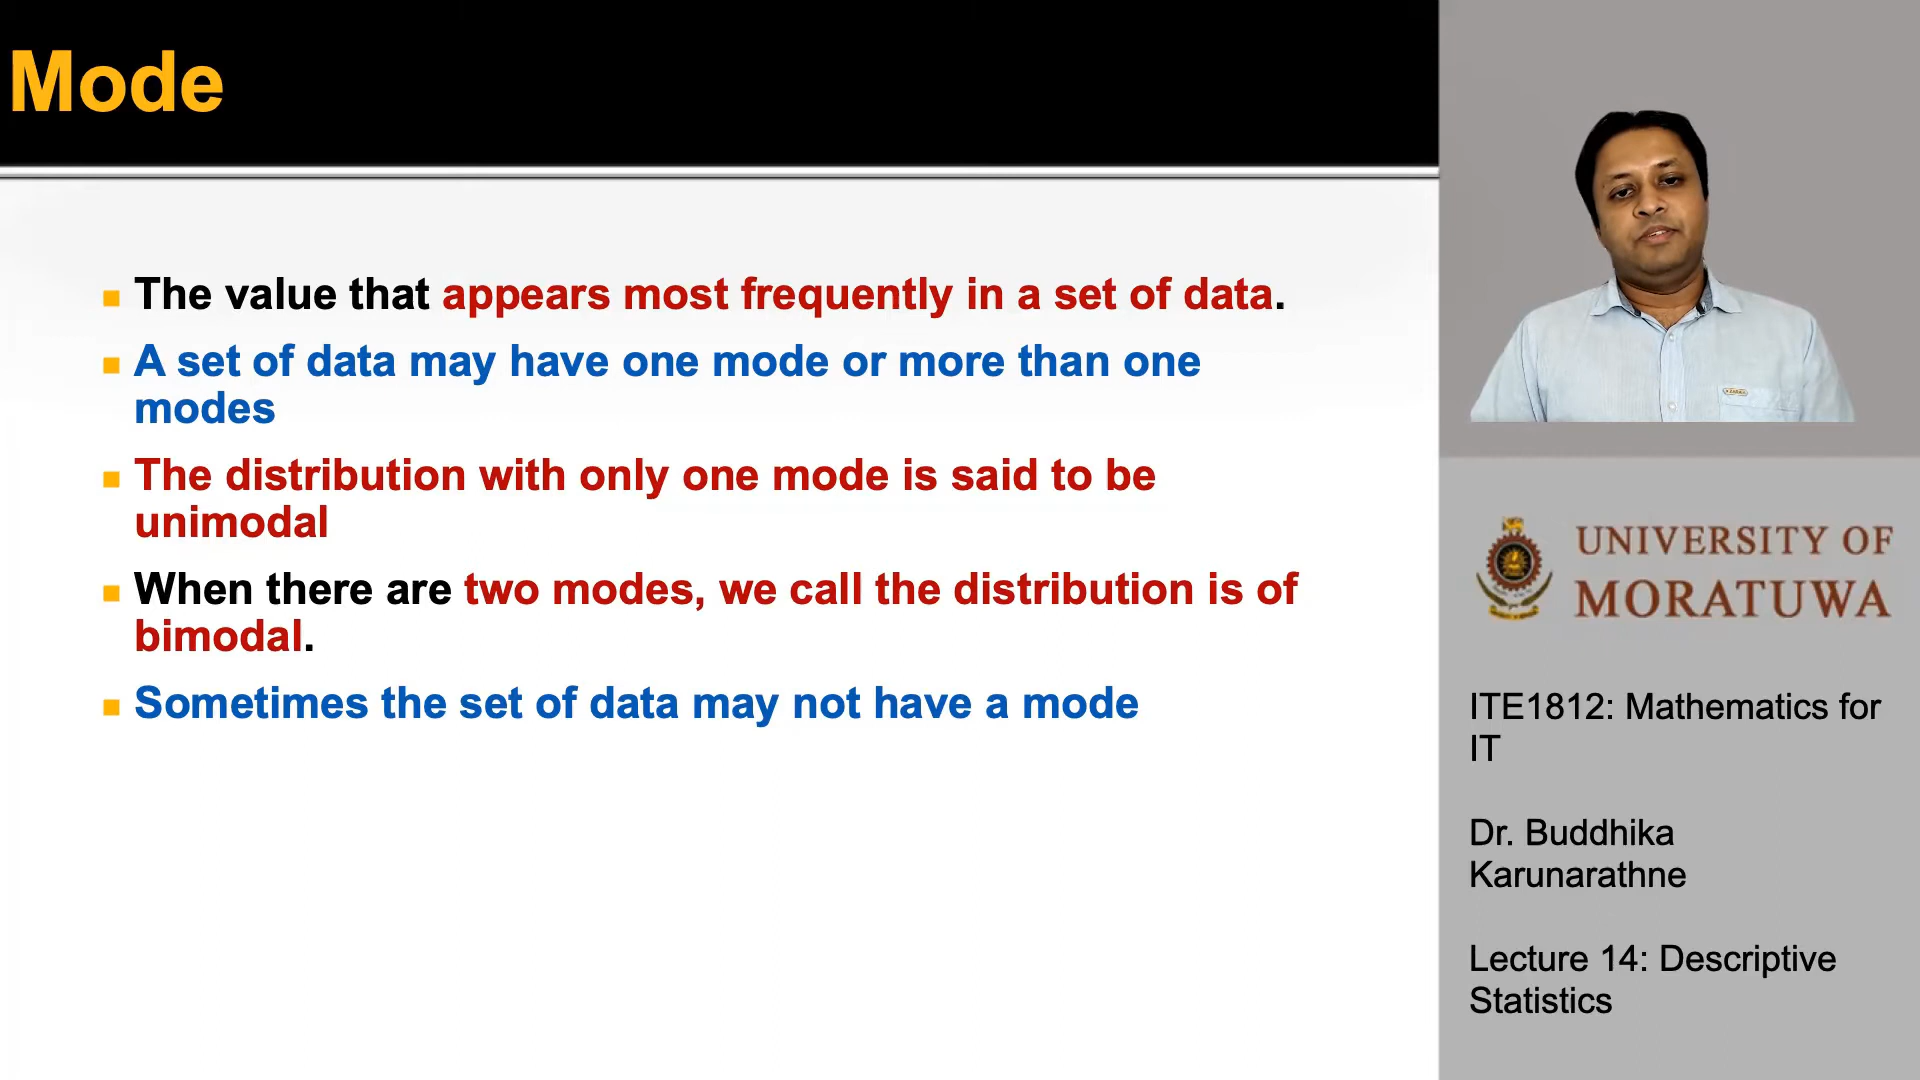 Mode
The value that appears most frequently in a set of data.
A set of data may have one mode or more than one
modes
The distribution with only one mode is said to be
unimodal
When there are two modes, we call the distribution is of
bimodal.
Sometimes the set of data may not have a mode
UNIVERSITY OF
MORATUWA
ITE1812: Mathematics for
IT
Dr. Buddhika
Karunarathne
Lecture 14: Descriptive
Statistics